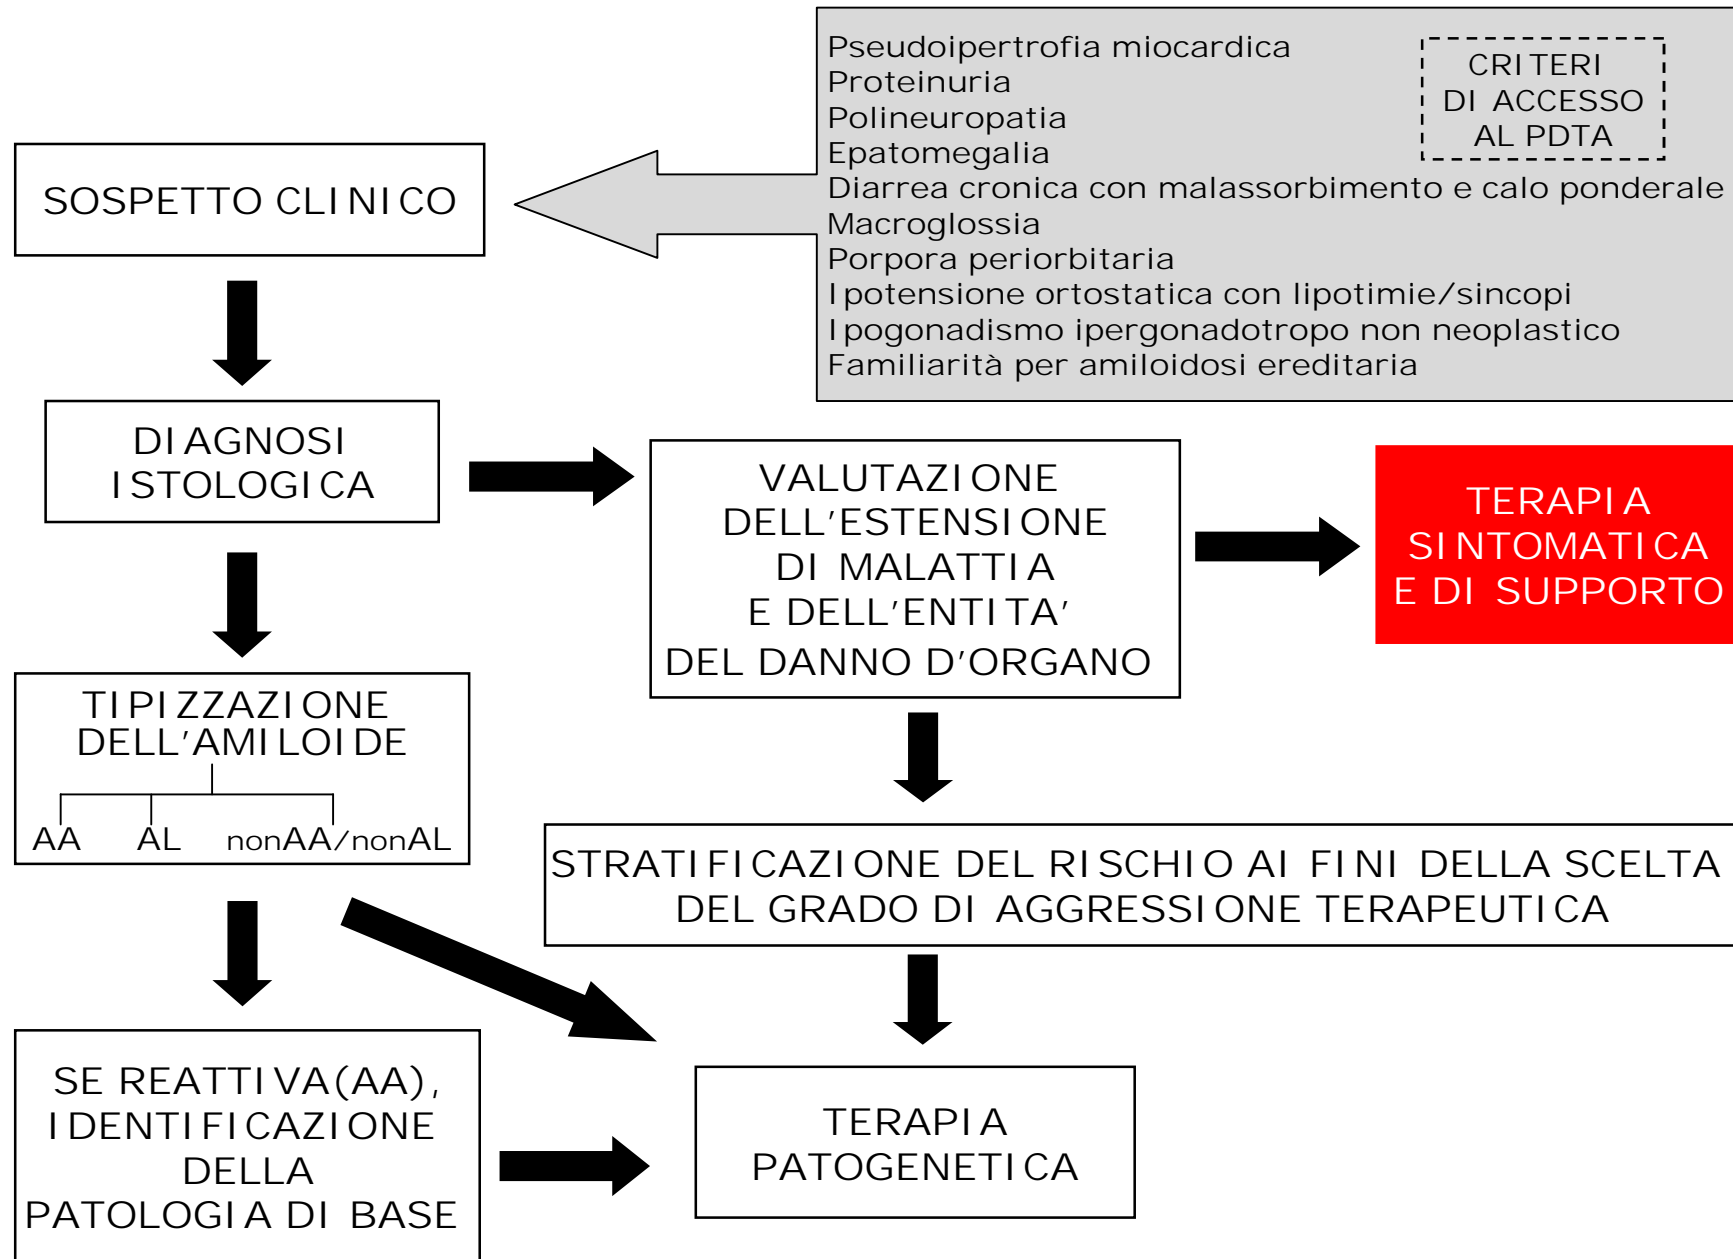 Pseudoipertrofia miocardica
Proteinuria
Polineuropatia
Epatomegalia
Diarrea cronica con malassorbimento e calo ponderale
Macroglossia
Porpora periorbitaria
Ipotensione ortostatica con lipotimie/sincopi
Ipogonadismo ipergonadotropo non neoplastico
Familiarità per amiloidosi ereditaria
CRITERI
DI ACCESSO
AL PDTA
SOSPETTO CLINICO
DIAGNOSI
ISTOLOGICA
VALUTAZIONE
DELL'ESTENSIONE
DI MALATTIA
E DELL'ENTITA'
DEL DANNO D'ORGANO
TERAPIA
SINTOMATICA
E DI SUPPORTO
TIPIZZAZIONE
DELL'AMILOIDE
AA AL nonAA/nonAL
STRATIFICAZIONE DEL RISCHIO AI FINI DELLA SCELTA
DEL GRADO DI AGGRESSIONE TERAPEUTICA
SE REATTIVA(AA),
IDENTIFICAZIONE
DELLA
PATOLOGIA DI BASE
TERAPIA
PATOGENETICA